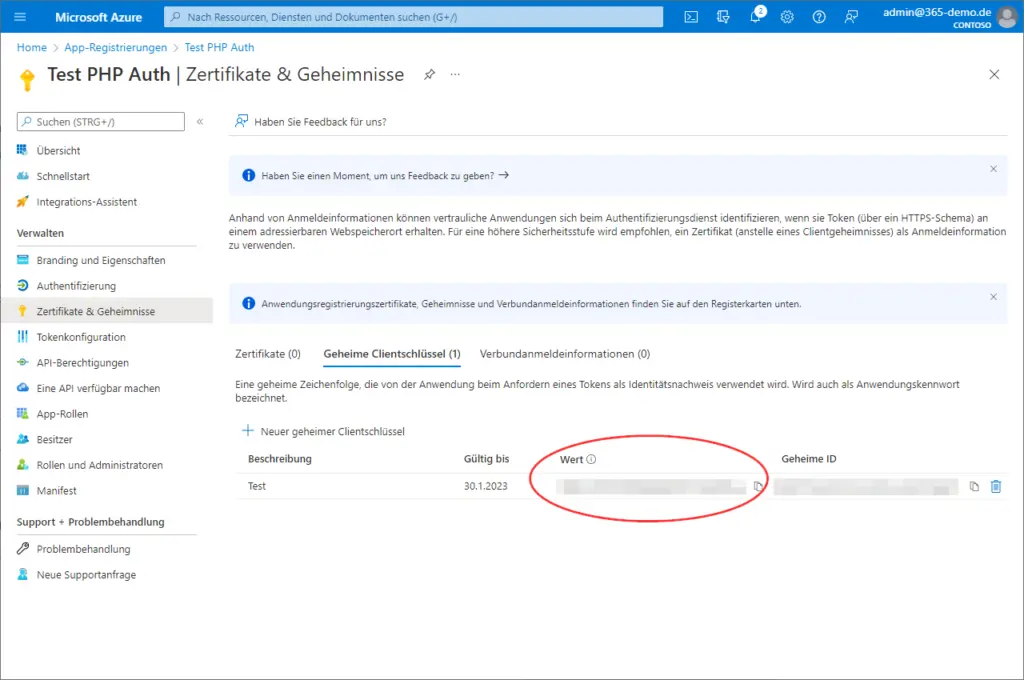 Microsoft Azure
Nach Ressourcen, Diensten und Dokumenten suchen (G+/)
2
admin@365-demo.de
CONTOSO
Home > App-Registrierungen > Test PHP Auth
Test PHP Auth | Zertifikate & Geheimnisse
Suchen (STRG+/)
Übersicht
Schnellstart
Integrations-Assistent
Verwalten
Branding und Eigenschaften
Authentifizierung
Zertifikate & Geheimnisse
Tokenkonfiguration
API-Berechtigungen
Eine API verfügbar machen
App-Rollen
Besitzer
Rollen und Administratoren
Manifest
Support + Problembehandlung
Problembehandlung
Neue Supportanfrage
Haben Sie Feedback für uns?
Haben Sie einen Moment, um uns Feedback zu geben? →
Anhand von Anmeldeinformationen können vertrauliche Anwendungen sich beim Authentifizierungsdienst identifizieren, wenn sie Token (über ein HTTPS-Schema) an
einem adressierbaren Webspeicherort erhalten. Für eine höhere Sicherheitsstufe wird empfohlen, ein Zertifikat (anstelle eines Clientgeheimnisses) als Anmeldeinformation
zu verwenden.
Anwendungsregistrierungszertifikate, Geheimnisse und Verbundanmeldeinformationen finden Sie auf den Registerkarten unten.
Zertifikate (0) Geheime Clientschlüssel (1) Verbundanmeldeinformationen (0)
Eine geheime Zeichenfolge, die von der Anwendung beim Anfordern eines Tokens als Identitätsnachweis verwendet wird. Wird auch als Anwendungskennwort
bezeichnet.
Neuer geheimer Clientschlüssel
Beschreibung Gültig bis Wert Geheime ID
Test 30.1.2023